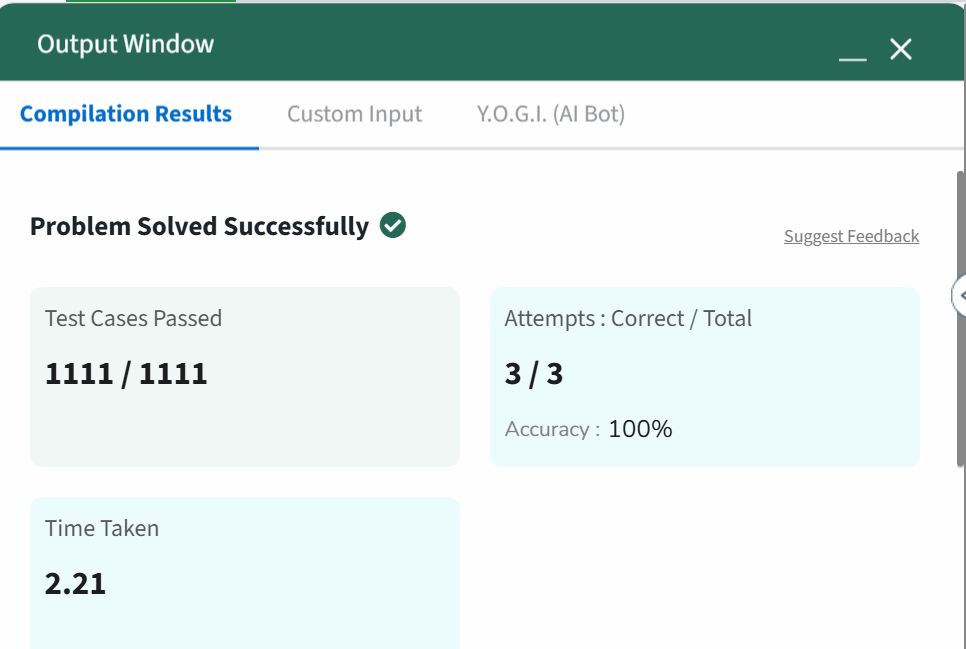 Output Window
Compilation Results
Custom Input
Y.O.G.I. (AI Bot)
Problem Solved Successfully
Suggest Feedback
Test Cases Passed
1111 / 1111
Attempts : Correct / Total
3 / 3
Accuracy : 100%
Time Taken
2.21